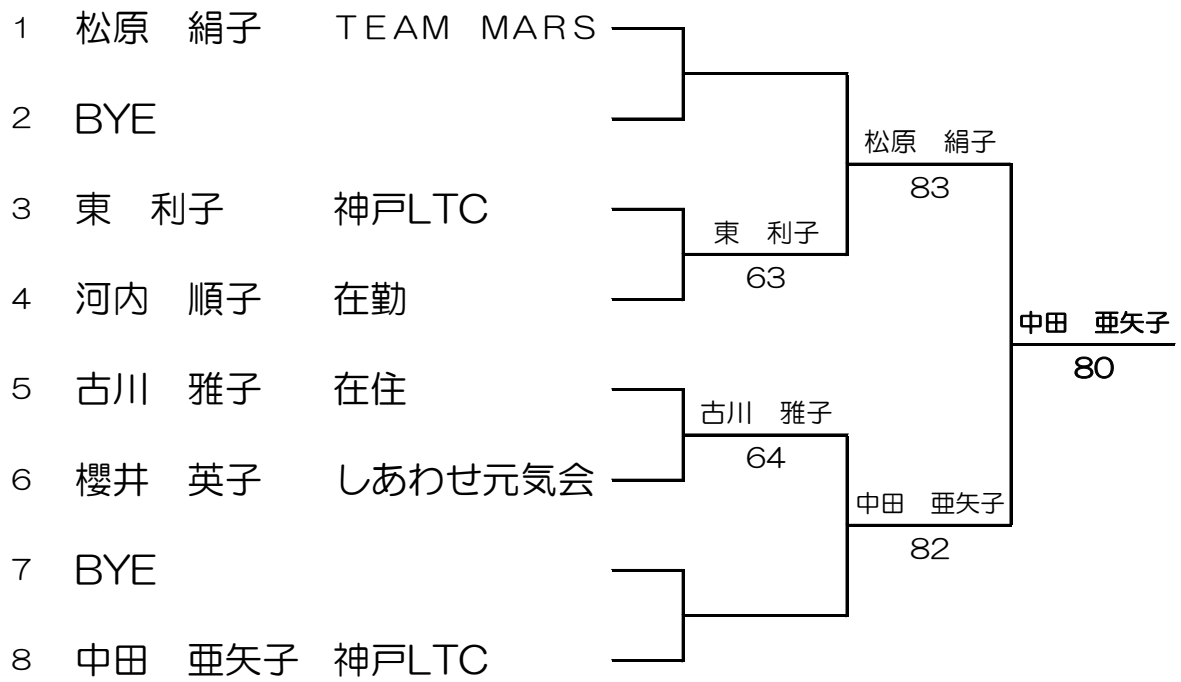 1 松原　絹子 ＴＥＡＭ　ＭＡＲＳ
2 BYE
松原　絹子
83
3 東　利子 神戸LTC
東　利子
63
4 河内　順子 在勤
中田　亜矢子
80
5 古川　雅子 在住
古川　雅子
64
6 櫻井　英子 しあわせ元気会
中田　亜矢子
82
7 BYE
8 中田　亜矢子 神戸LTC